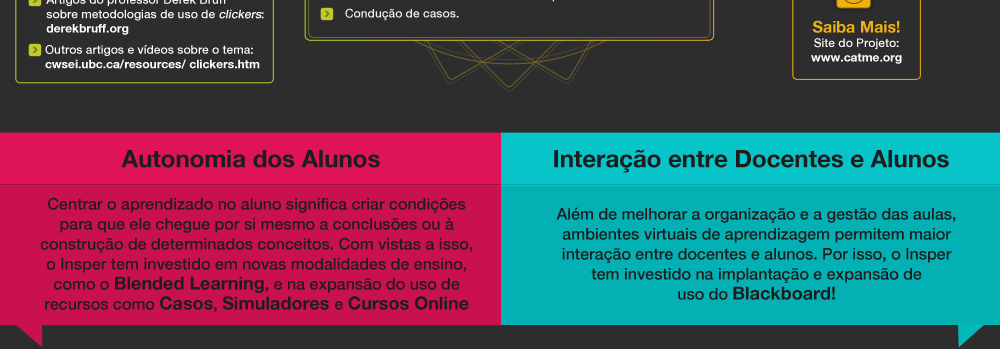 Artigos do professor Derek Bruff
sobre metodologias de uso de clickers:
derekbruff.org
Outros artigos e vídeos sobre o tema:
cwsei.ubc.ca/resources/ clickers.htm
Condução de casos.
Saiba Mais!
Site do Projeto:
www.catme.org
Autonomia dos Alunos
Centrar o aprendizado no aluno significa criar condições
para que ele chegue por si mesmo a conclusões ou à
construção de determinados conceitos. Com vistas a isso,
o Insper tem investido em novas modalidades de ensino,
como o Blended Learning, e na expansão do uso de
recursos como Casos, Simuladores e Cursos Online
Interação entre Docentes e Alunos
Além de melhorar a organização e a gestão das aulas,
ambientes virtuais de aprendizagem permitem maior
interação entre docentes e alunos. Por isso, o Insper
tem investido na implantação e expansão de
uso do Blackboard!